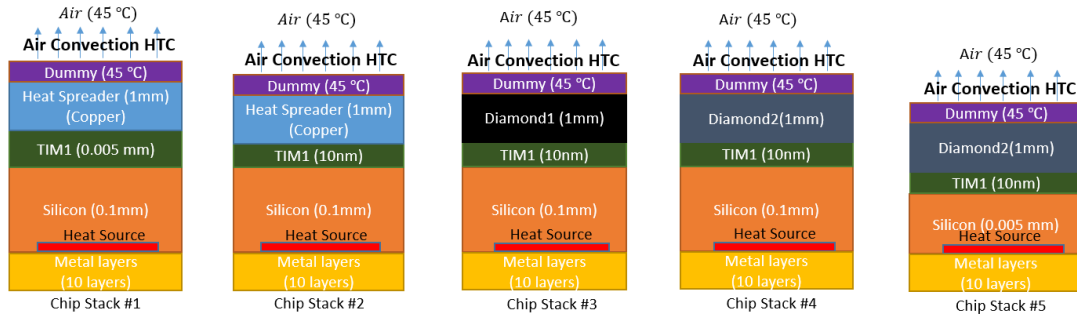 Air (45 ℃)
Air Convection HTC
Dummy (45 ℃)
Heat Spreader (1mm)
(Copper)
TIM1 (0.005 mm)
Silicon (0.1mm)
Heat Source
Metal layers
(10 layers)
Chip Stack #1
Air (45 ℃)
Air Convection HTC
Dummy (45 ℃)
Heat Spreader (1mm)
(Copper)
TIM1 (10nm)
Silicon (0.1mm)
Heat Source
Metal layers
(10 layers)
Chip Stack #2
Air (45 ℃)
Air Convection HTC
Dummy (45 ℃)
Diamond1 (1mm)
TIM1 (10nm)
Silicon (0.1mm)
Heat Source
Metal layers
(10 layers)
Chip Stack #3
Air (45 ℃)
Air Convection HTC
Dummy (45 ℃)
Diamond2(1mm)
TIM1 (10nm)
Silicon (0.1mm)
Heat Source
Metal layers
(10 layers)
Chip Stack #4
Air (45 ℃)
Air Convection HTC
Dummy (45 ℃)
Diamond2(1mm)
TIM1 (10nm)
Silicon (0.005 mm)
Heat Source
Metal layers
(10 layers)
Chip Stack #5